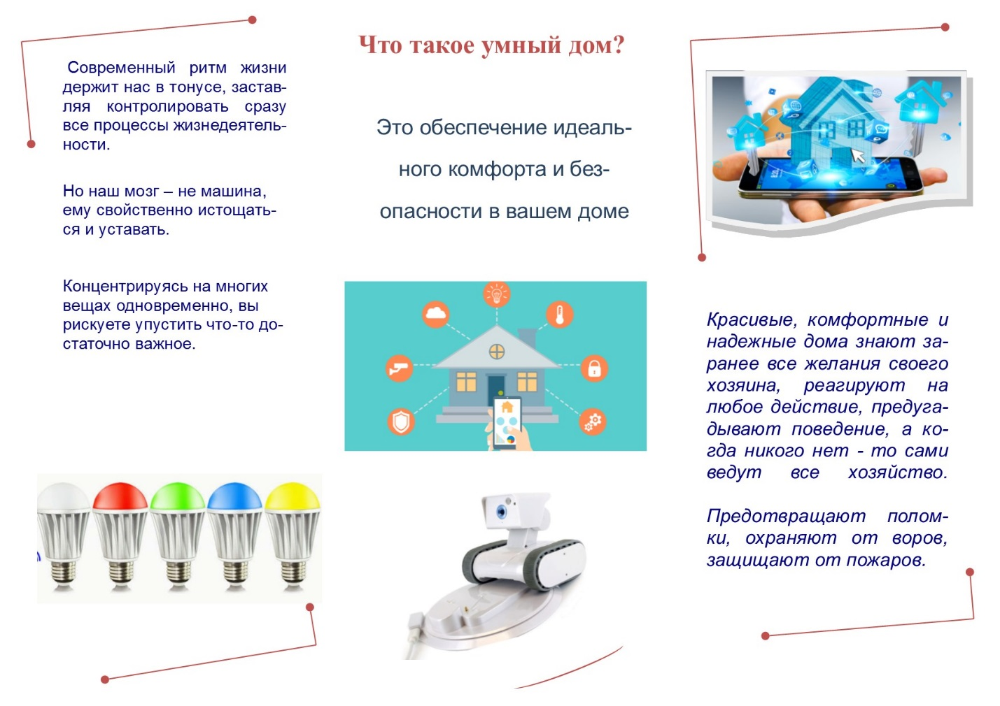 Современный ритм жизни
держит нас в тонусе, застав-
ляя контролировать сразу
все процессы жизнедеятель-
ности.
Но наш мозг – не машина,
ему свойственно истощать-
ся и уставать.
Концентрируясь на многих
вещах одновременно, вы
рискуете упустить что-то до-
статочно важное.
Что такое умный дом?
Это обеспечение идеаль-
ного комфорта и без-
опасности в вашем доме
Красивые, комфортные и
надежные дома знают за-
ранее все желания своего
хозяина, реагируют на
любое действие, предуга-
дывают поведение, а ко-
гда никого нет - то сами
ведут все хозяйство.
Предотвращают полом-
ки, охраняют от воров,
защищают от пожаров.